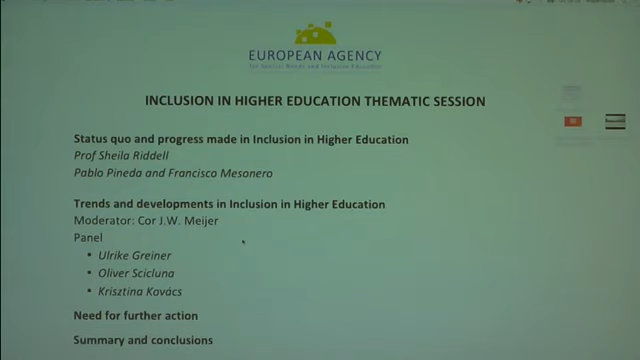 EUROPEAN AGENCY
for Special Needs and Inclusive Education
INCLUSION IN HIGHER EDUCATION THEMATIC SESSION
Status quo and progress made in Inclusion in Higher Education
Prof Sheila Riddell
Pablo Pineda and Francisco Mesonero
Trends and developments in Inclusion in Higher Education
Moderator: Cor J.W. Meijer
Panel
• Ulrike Greiner
• Oliver Scicluna
• Krisztina Kovács
Need for further action
Summary and conclusions